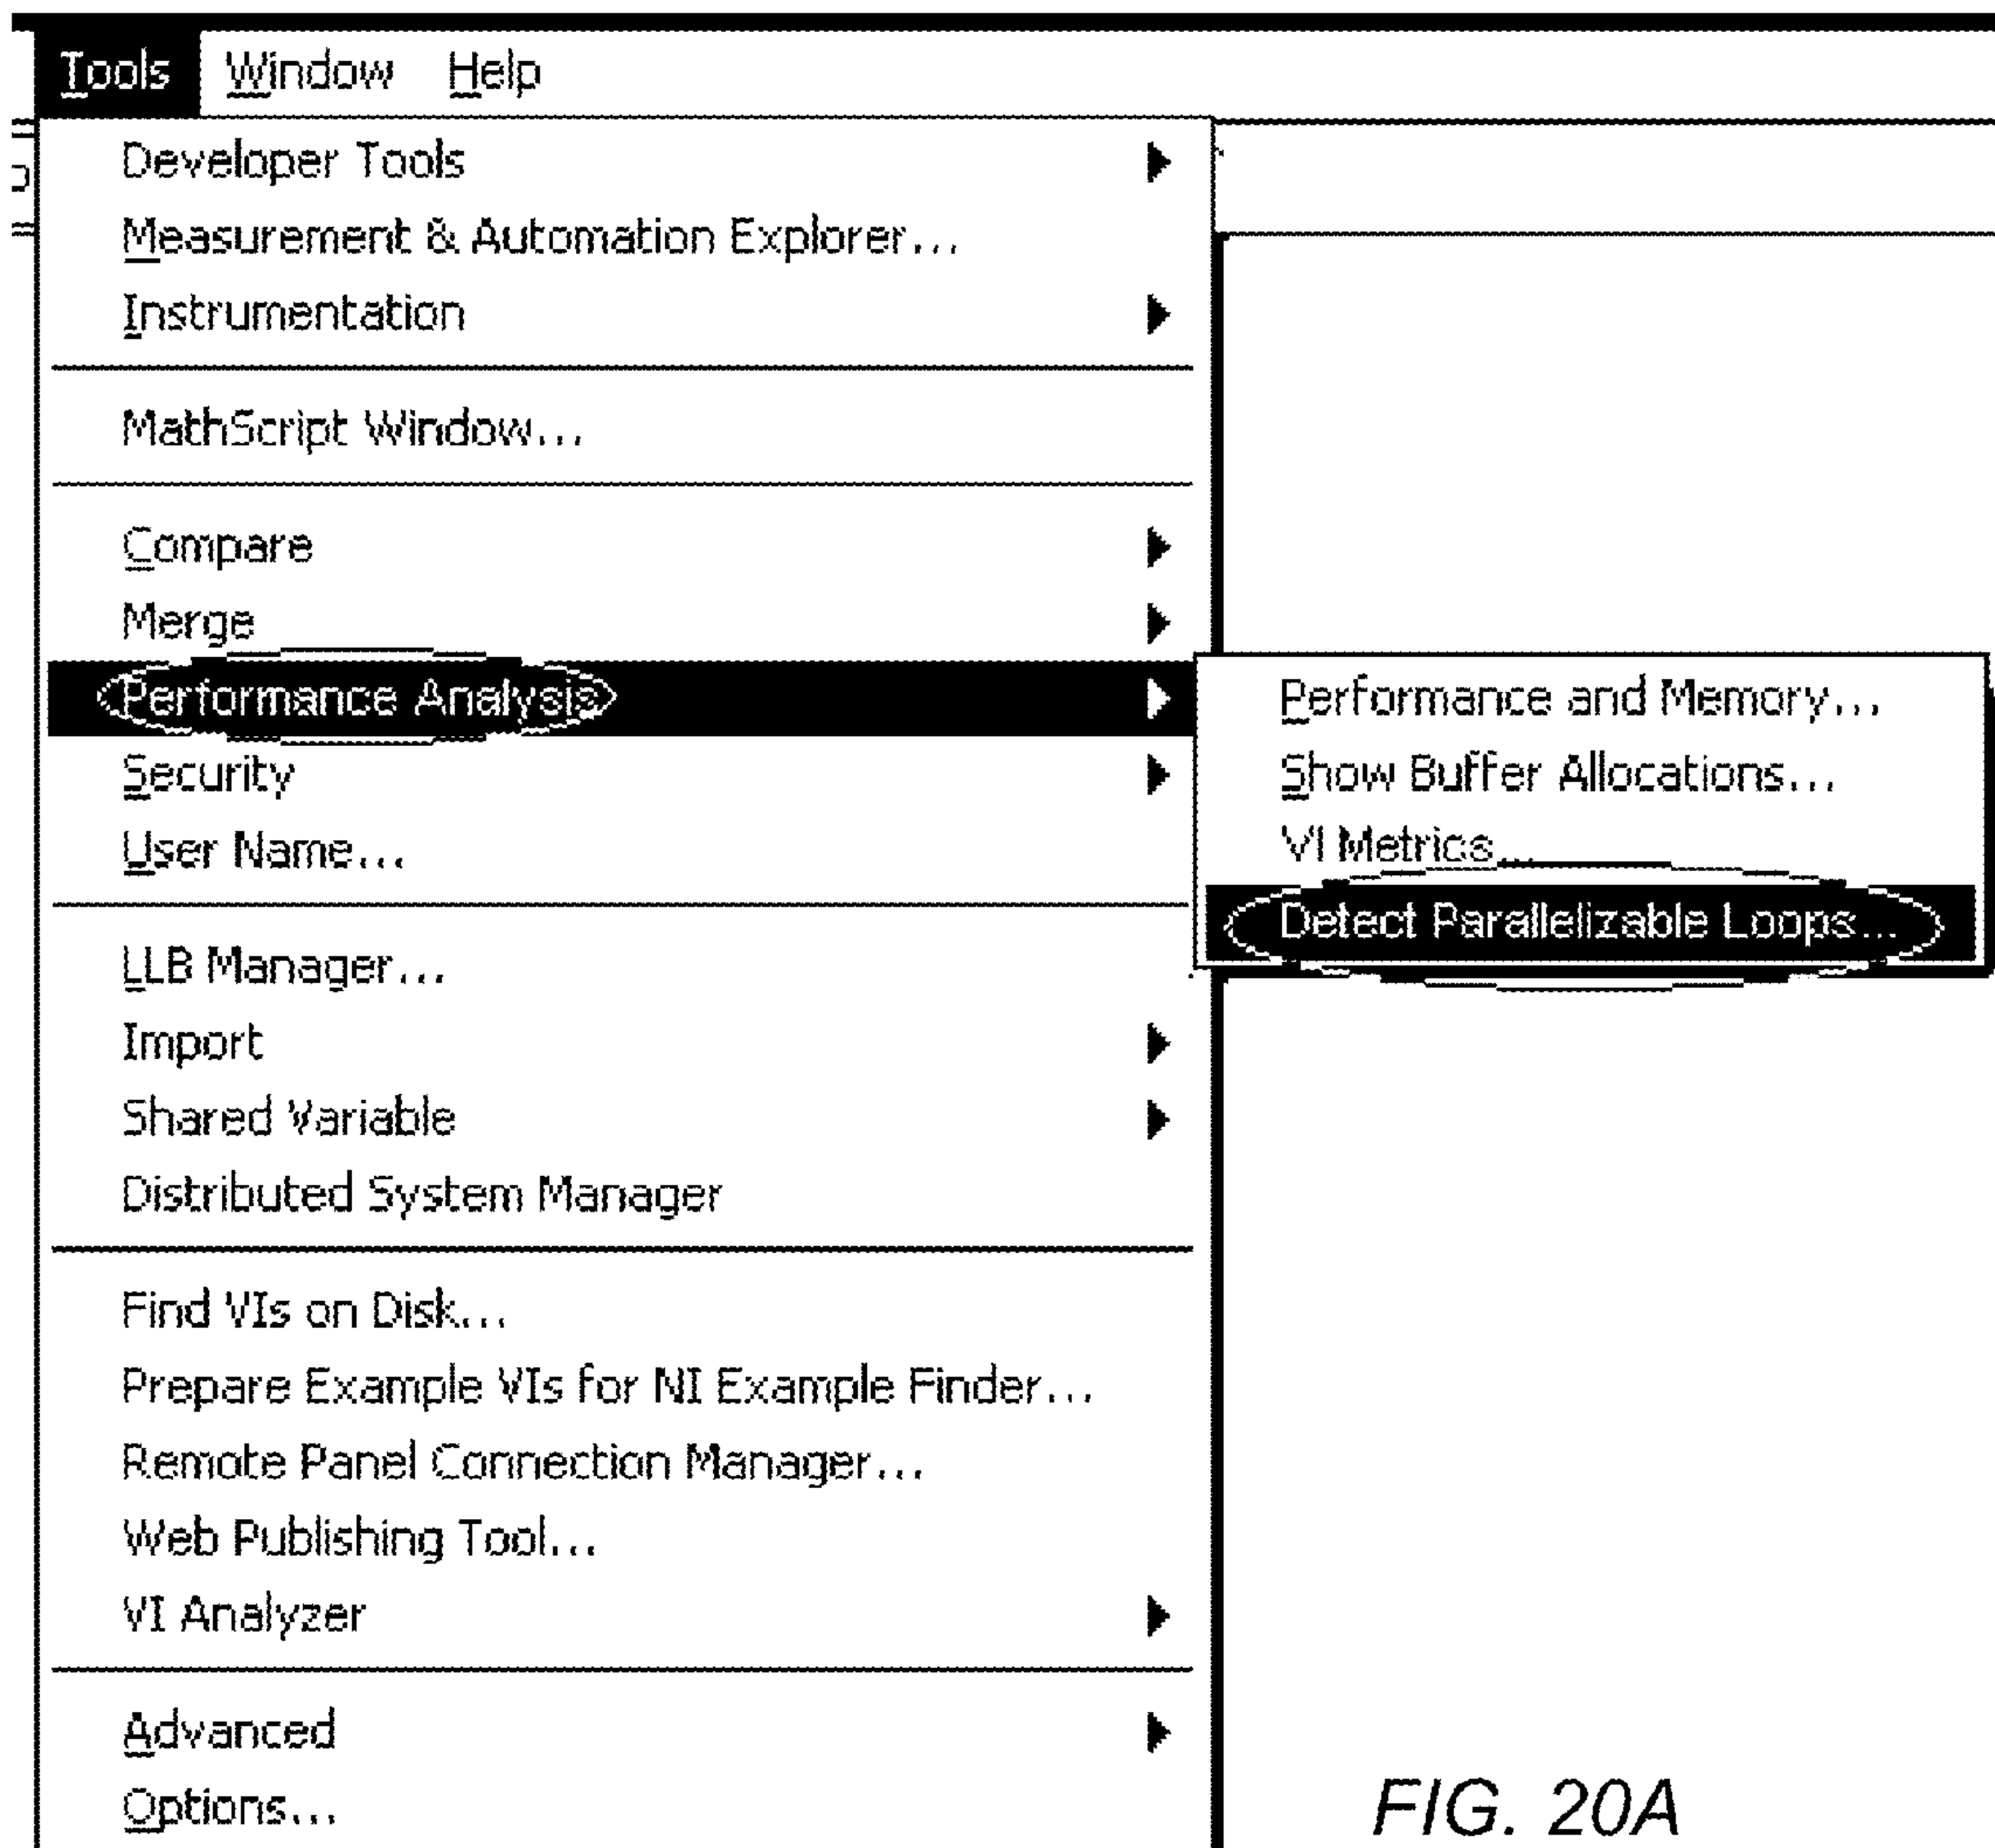 Tools Window Help
Developer Tools
Measurement & Automation Explorer...
Instrumentation
MathScript Window...
Compare
Merge
Performance Analysis
Security
User Name...
LLB Manager...
Import
Shared Variable
Distributed System Manager
Find VIs on Disk...
Prepare Example VIs for NI Example Finder...
Remote Panel Connection Manager...
Web Publishing Tool...
VI Analyzer
Advanced
Options...
Performance and Memory...
Show Buffer Allocations...
VI Metrics...
Detect Parallelizable Loops...
FIG. 20A